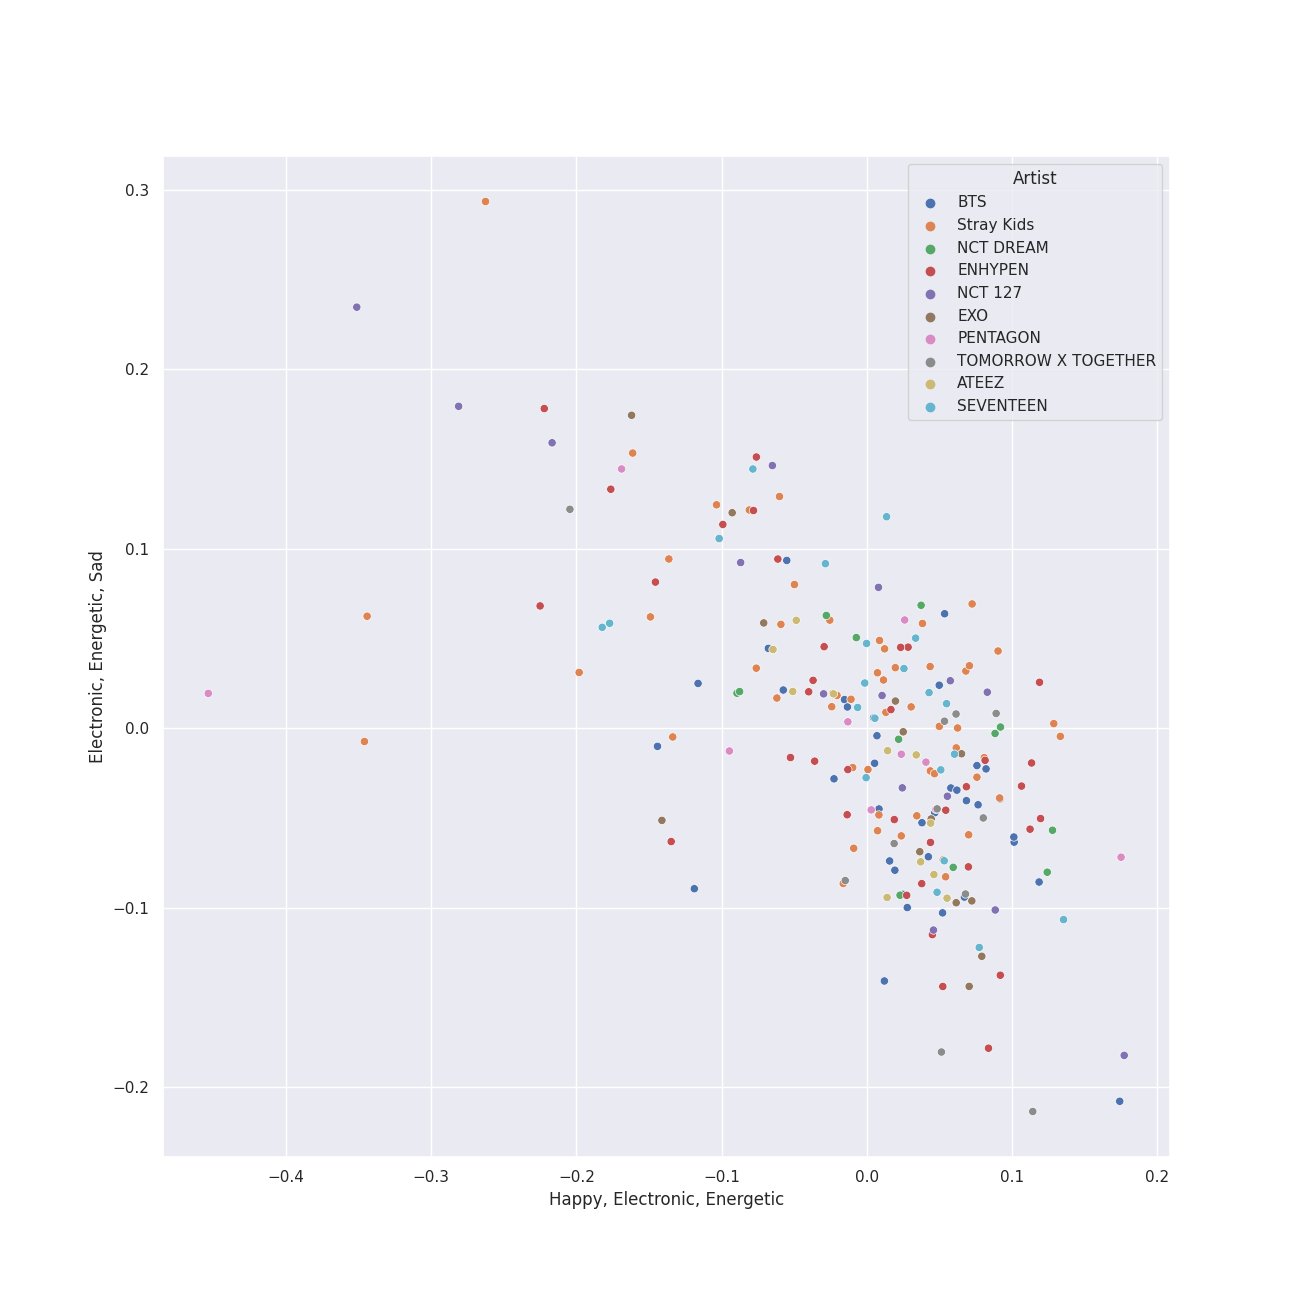 Artist
BTS
Stray Kids
NCT DREAM
ENHYPEN
NCT 127
EXO
PENTAGON
TOMORROW X TOGETHER
ATEEZ
SEVENTEEN
0.3
0.2
0.1
0.0
−0.1
−0.2
Electronic, Energetic, Sad
−0.4 −0.3 −0.2 −0.1 0.0 0.1 0.2
Happy, Electronic, Energetic